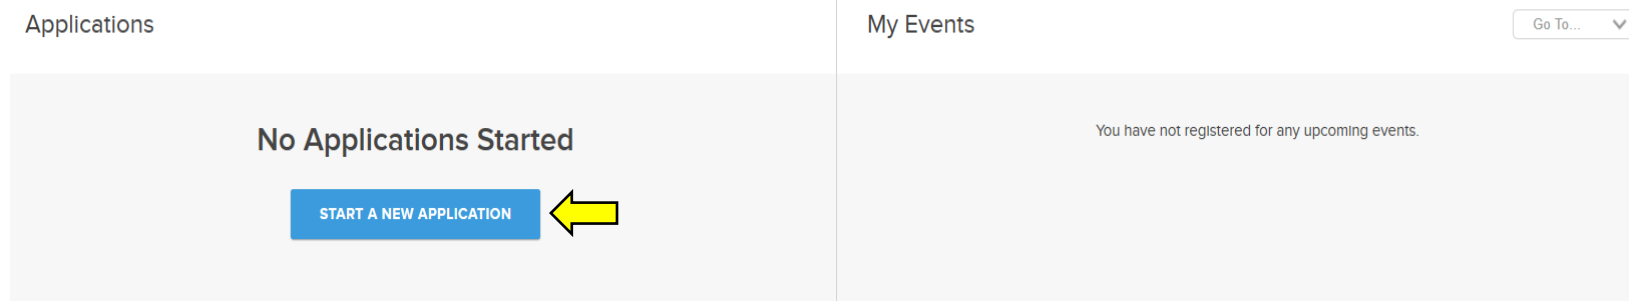 Applications
No Applications Started
START A NEW APPLICATION
My Events
Go To...
You have not registered for any upcoming events.